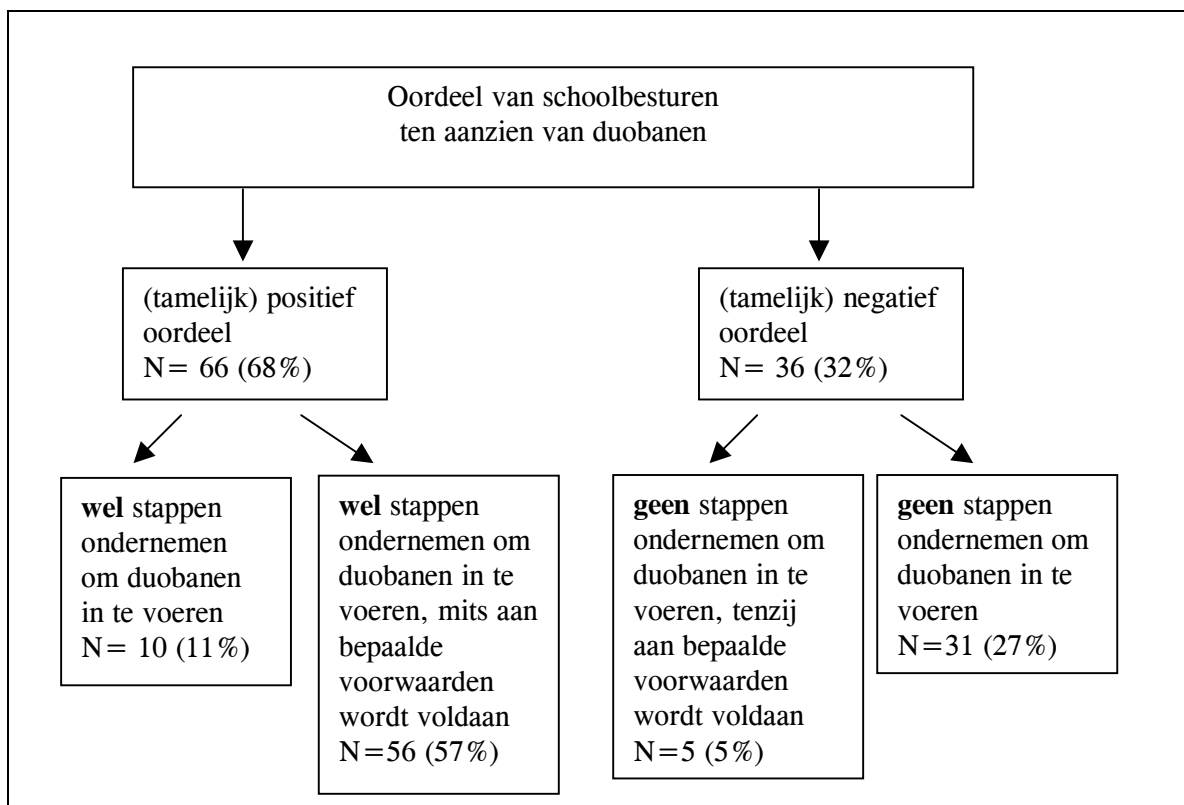 Oordeel van schoolbesturen
ten aanzien van duobanen
(tamelijk) positief
oordeel
N= 66 (68%)
(tamelijk) negatief
oordeel
N= 36 (32%)
wel stappen
ondernemen
om duobanen
in te voeren
N= 10 (11%)
wel stappen
ondernemen om
duobanen in te
voeren, mits aan
bepaalde
voorwaarden
wordt voldaan
N=56 (57%)
geen stappen
ondernemen om
duobanen in te
voeren, tenzij
aan bepaalde
voorwaarden
wordt voldaan
N=5 (5%)
geen stappen
ondernemen om
duobanen in te
voeren
N=31 (27%)